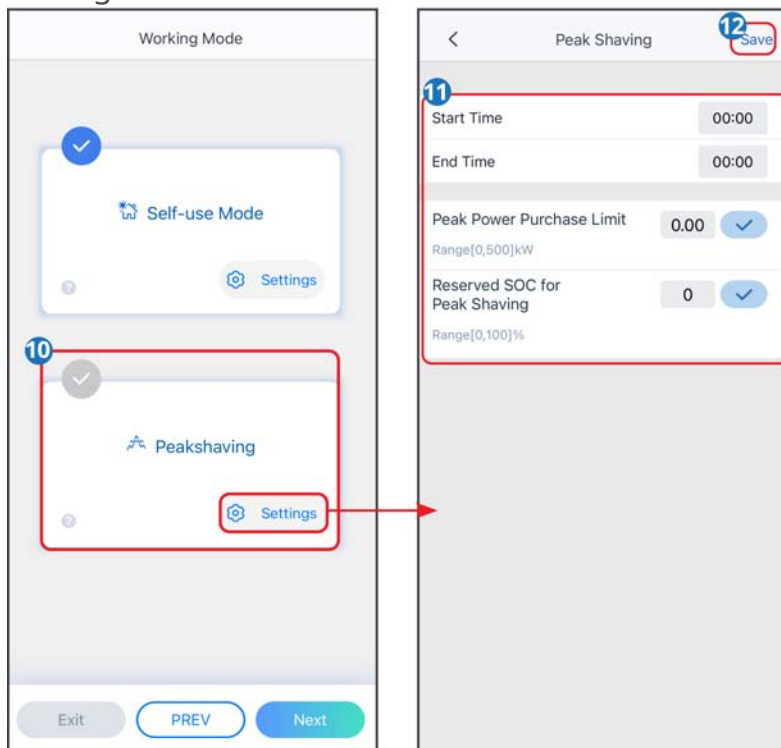 Working Mode
Self-use Mode
Settings
10
Peakshaving
Settings
Exit
PREV
Next
12
Peak Shaving
Save
11
Start Time
00:00
End Time
00:00
Peak Power Purchase Limit
0.00
Range[0,500]kW
Reserved SOC for
Peak Shaving
0
Range[0,100]%